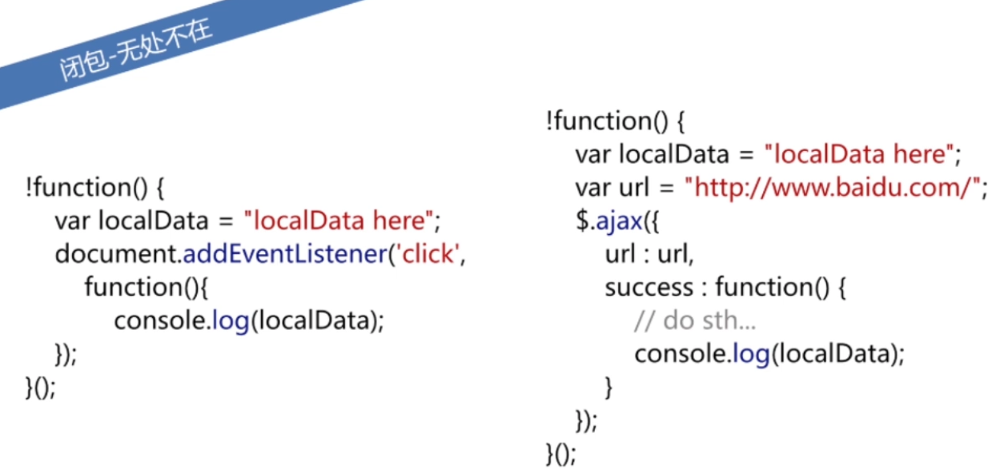 闭包-无处不在
!function() {
var localData = "localData here";
document.addEventListener('click',
function(){
console.log(localData);
});
}();
!function() {
var localData = "localData here";
var url = "http://www.baidu.com/";
$.ajax({
url : url,
success : function() {
// do sth...
console.log(localData);
}
});
}();